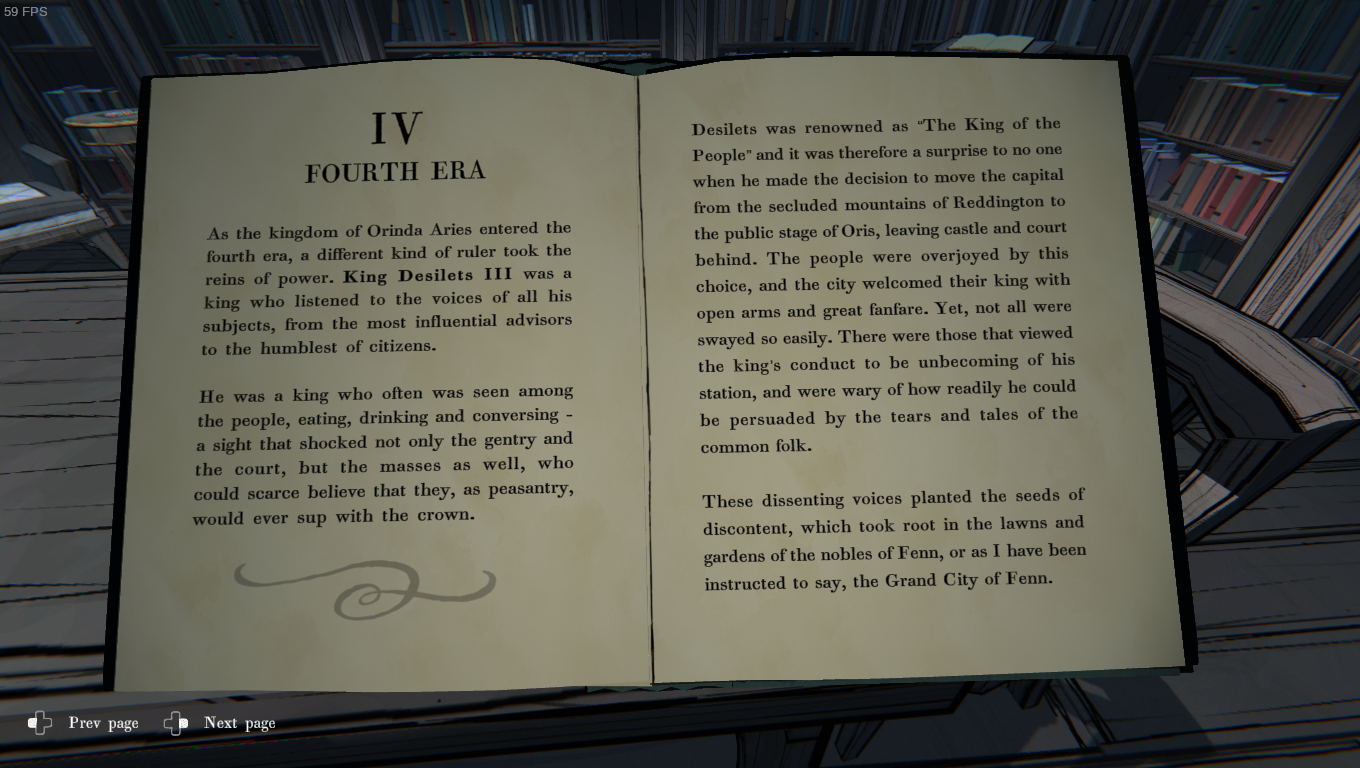 59 FPS
IV
FOURTH ERA
As the kingdom of Orinda Aries entered the
fourth era, a different kind of ruler took the
reins of power. King Desilets III was a
king who listened to the voices of all his
subjects, from the most influential advisors
to the humblest of citizens.
He was a king who often was seen among
the people, eating, drinking and conversing -
a sight that shocked not only the gentry and
the court, but the masses as well, who
could scarce believe that they, as peasantry,
would ever sup with the crown.
Desilets was renowned as "The King of the
People" and it was therefore a surprise to no one
when he made the decision to move the capital
from the secluded mountains of Reddington to
the public stage of Oris, leaving castle and court
behind. The people were overjoyed by this
choice, and the city welcomed their king with
open arms and great fanfare. Yet, not all were
swayed so easily. There were those that viewed
the king's conduct to be unbecoming of his
station, and were wary of how readily he could
be persuaded by the tears and tales of the
common folk.
These dissenting voices planted the seeds of
discontent, which took root in the lawns and
gardens of the nobles of Fenn, or as I have been
instructed to say, the Grand City of Fenn.
Prev page Next page